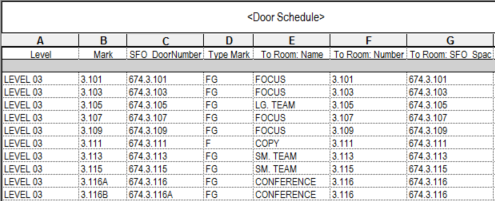 <Door Schedule>
A B C D E F G
Level Mark SFO_DoorNumber Type Mark To Room: Name To Room: Number To Room: SFO_Spac
LEVEL 03 3.101 674.3.101 FG FOCUS 3.101 674.3.101
LEVEL 03 3.103 674.3.103 FG FOCUS 3.103 674.3.103
LEVEL 03 3.105 674.3.105 FG LG. TEAM 3.105 674.3.105
LEVEL 03 3.107 674.3.107 FG FOCUS 3.107 674.3.107
LEVEL 03 3.109 674.3.109 FG FOCUS 3.109 674.3.109
LEVEL 03 3.111 674.3.111 F COPY 3.111 674.3.111
LEVEL 03 3.113 674.3.113 FG SM. TEAM 3.113 674.3.113
LEVEL 03 3.115 674.3.115 FG SM. TEAM 3.115 674.3.115
LEVEL 03 3.116A 674.3.116 FG CONFERENCE 3.116 674.3.116
LEVEL 03 3.116B 674.3.116A FG CONFERENCE 3.116 674.3.116